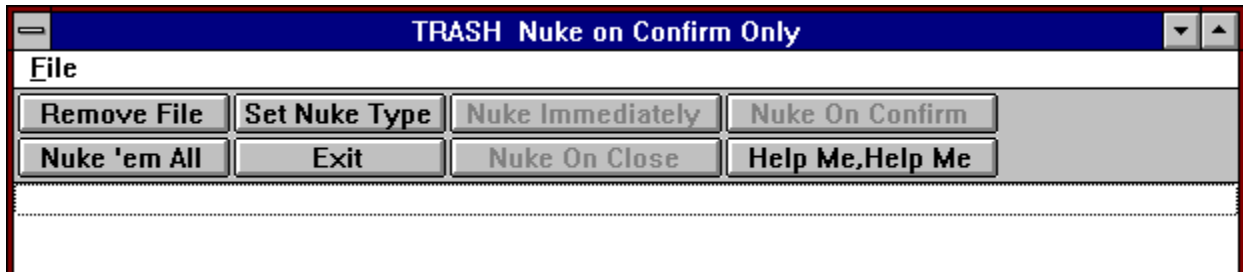 TRASH  Nuke on Confirm Only
File
Remove File Set Nuke Type Nuke Immediately Nuke On Confirm
Nuke 'em All Exit Nuke On Close Help Me,Help Me